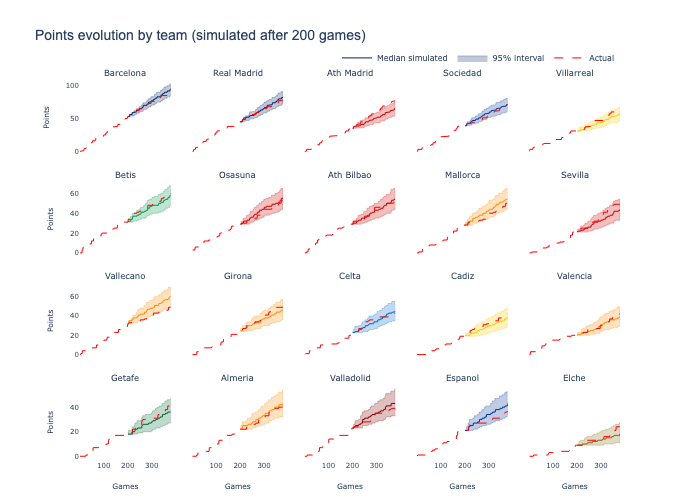 Points evolution by team (simulated after 200 games)
Median simulated 95% interval Actual
Barcelona Real Madrid Ath Madrid Sociedad Villarreal
100
50
0
Points
Betis Osasuna Ath Bilbao Mallorca Sevilla
60
40
20
0
Points
Vallecano Girona Celta Cadiz Valencia
60
40
20
0
Points
Getafe Almeria Valladolid Espanol Elche
40
20
0
Points
100 200 300 100 200 300 100 200 300 100 200 300 100 200 300
Games Games Games Games Games